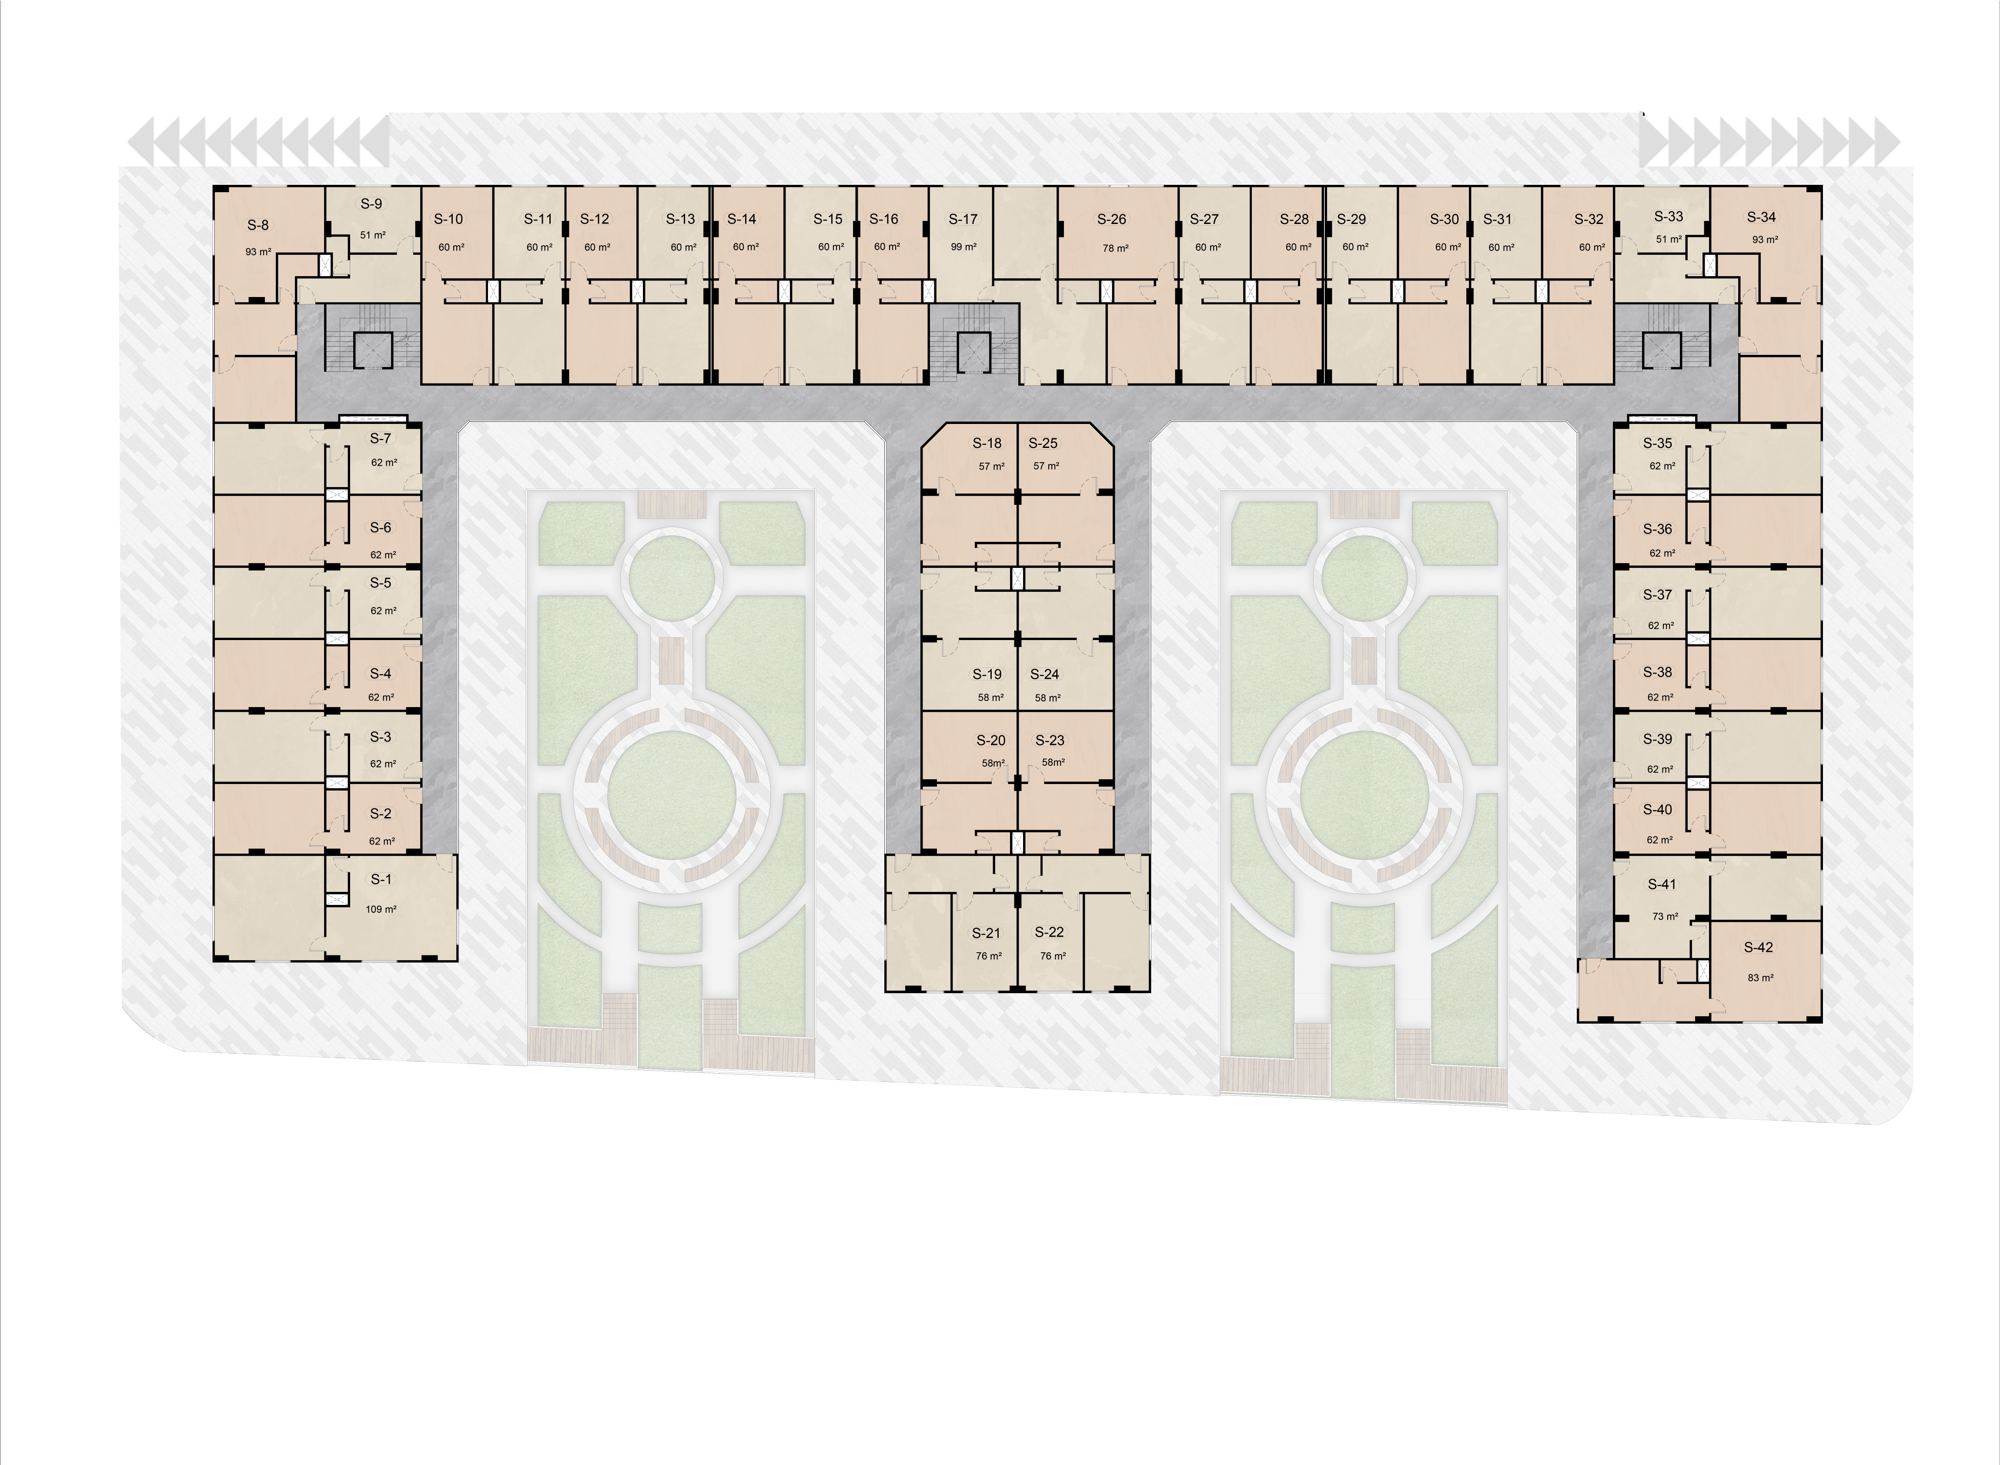 S-8
93 m²
S-9
51 m²
S-10
60 m²
S-11
60 m²
S-12
60 m²
S-13
60 m²
S-14
60 m²
S-15
60 m²
S-16
60 m²
S-17
99 m²
S-26
78 m²
S-27
60 m²
S-28
60 m²
S-29
60 m²
S-30
60 m²
S-31
60 m²
S-32
60 m²
S-33
51 m²
S-34
93 m²
S-7
62 m²
S-6
62 m²
S-5
62 m²
S-4
62 m²
S-3
62 m²
S-2
62 m²
S-1
109 m²
S-18
57 m²
S-25
57 m²
S-19
58 m²
S-24
58 m²
S-20
58m²
S-23
58m²
S-21
76 m²
S-22
76 m²
S-35
62 m²
S-36
62 m²
S-37
62 m²
S-38
62 m²
S-39
62 m²
S-40
62 m²
S-41
73 m²
S-42
83 m²